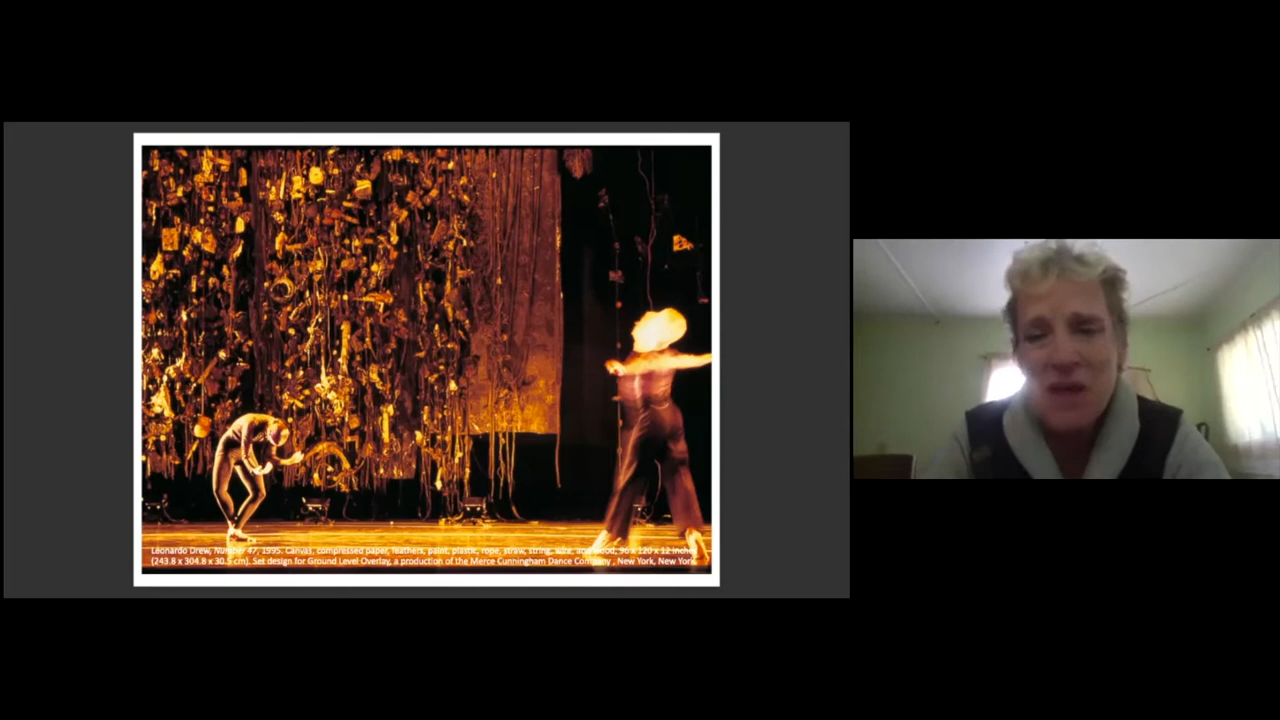 Leonardo Drew, Number 47, 1995. Canvas, compressed paper, feathers, paint, plastic, rope, straw, string, wire, and wood, 96 x 120 x 12 inches
(243.8 x 304.8 x 30.5 cm). Set design for Ground Level Overlay, a production of the Merce Cunningham Dance Company , New York, New York.